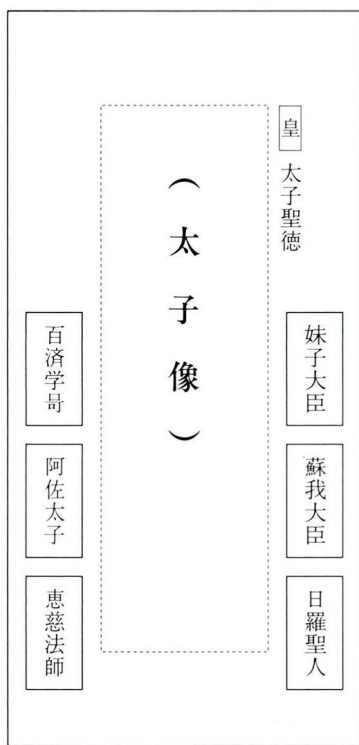 皇太子聖徳
妹子大臣
蘇我大臣
日羅聖人
（太子像）
百済学哥
阿佐太子
恵慈法師